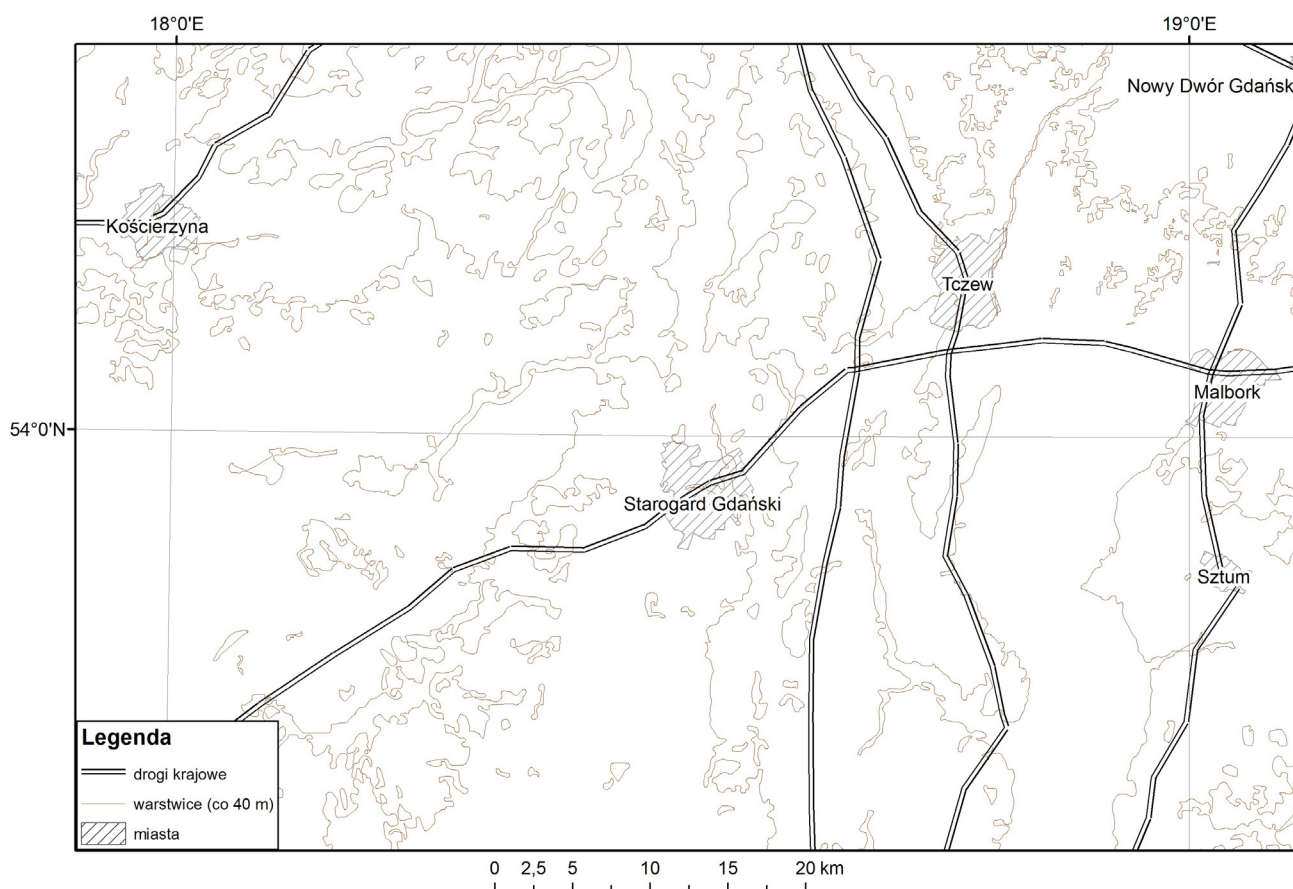 18°0'E
19°0'E
Nowy Dwór Gdańsk
Kościerzyna
Tczew
Malbork
54°0'N
Starogard Gdański
Sztum
Legenda
drogi krajowe
warstwice (co 40 m)
miasta
0 2,5 5 10 15 20 km